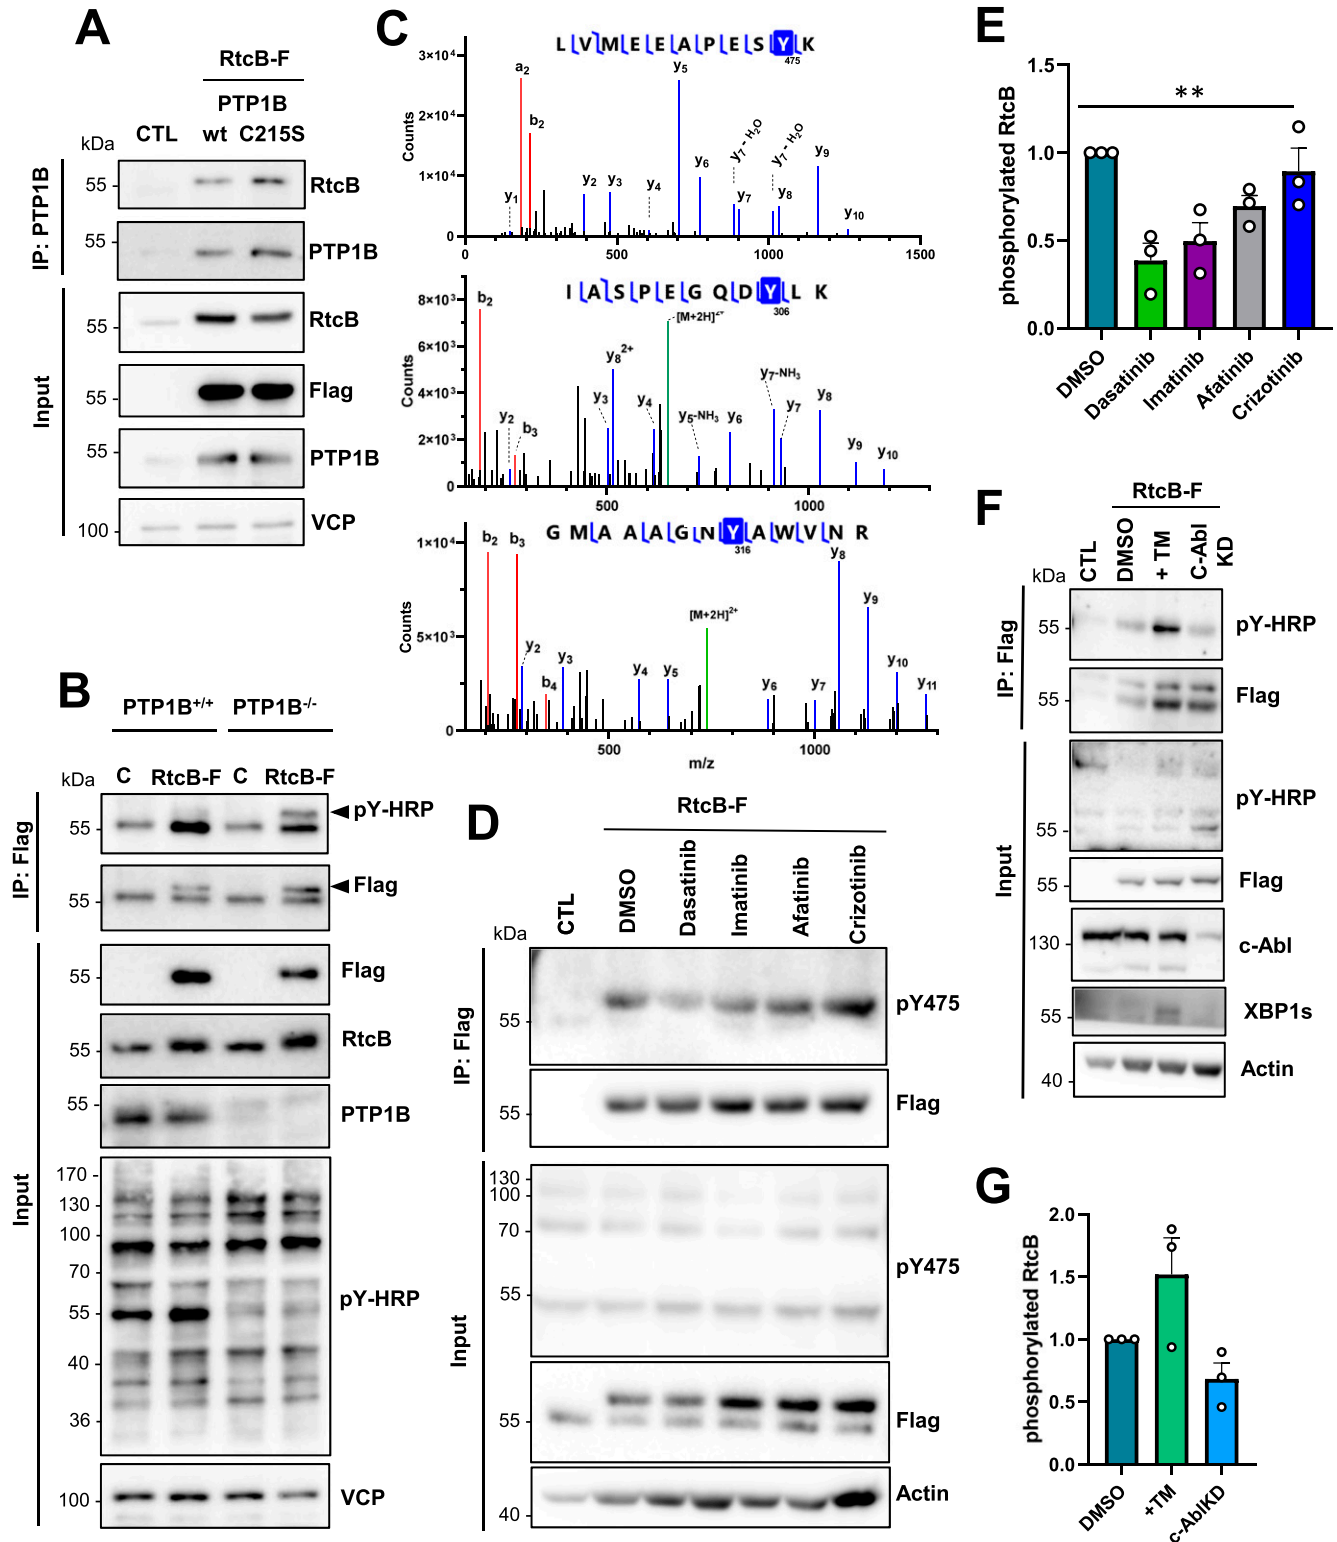 A
RtcB-F
PTP1B
CTL wt C215S
kDa
IP: PTP1B
55 RtcB
55 PTP1B
Input
55 RtcB
55 Flag
55 PTP1B
100 VCP
B
PTP1B+/+ PTP1B-/-
kDa C RtcB-F C RtcB-F
IP: Flag
55 pY-HRP
55 Flag
Input
55 Flag
55 RtcB
55 PTP1B
170
130
100
70
55 pY-HRP
40
36
100 VCP
C
L V M E E A P E S Y K
475
Counts
3×10⁴
2×10⁴
1×10⁴
0
a₂
b₂
y₁
y₂
y₃
y₄
y₅
y₆
y₇ - H₂O
y₇
y₇ - H₂O
y₈
y₉
y₁₀
0 500 1000 1500
I A S P E G Q D Y L K
306
Counts
8×10³
6×10³
4×10³
2×10³
0
b₂
y₂
b₃
y₃
y₈²⁺
y₄
[M+2H]²⁺
y₅-NH₃
y₆
y₇-NH₃
y₇
y₈
y₉
y₁₀
500 1000
G M A A A G N Y A W V N R
316
Counts
1×10⁴
5×10³
0
b₂
b₃
y₂
b₄
y₃
y₄
y₅
[M+2H]²⁺
y₆
y₇
y₈
y₉
y₁₀
y₁₁
500 1000
m/z
D
RtcB-F
kDa CTL DMSO Dasatinib Imatinib Afatinib Crizotinib
IP: Flag
55 pY475
55 Flag
Input
130
100
70
55 pY475
55 Flag
40 Actin
E
phosphorylated RtcB
1.5
1.0
0.5
0.0
**
DMSO Dasatinib Imatinib Afatinib Crizotinib
F
RtcB-F
kDa CTL DMSO + TM C-Abl KD
IP: Flag
55 pY-HRP
55 Flag
Input
55 pY-HRP
55 Flag
130 c-Abl
55 XBP1s
40 Actin
G
phosphorylated RtcB
2.0
1.5
1.0
0.5
0.0
DMSO +TM c-AblKD